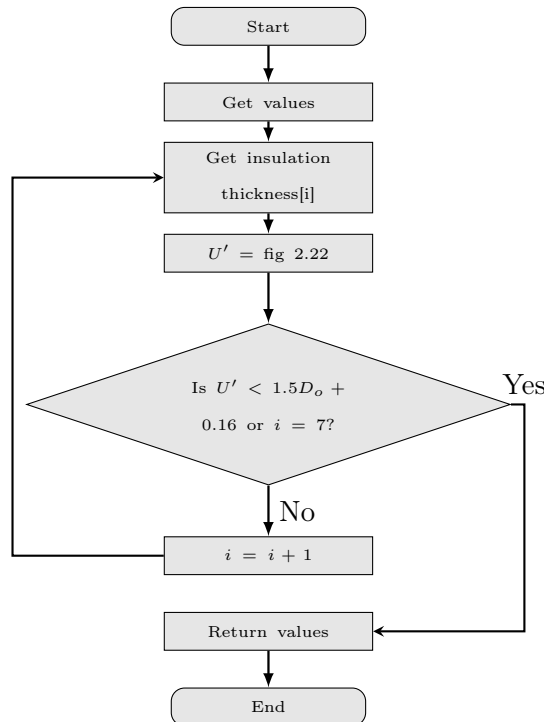 Start
Get values
Get insulation
thickness[i]
U′ = fig 2.22
Is U′ < 1.5Dₒ +
0.16 or i = 7?
Yes
No
i = i + 1
Return values
End